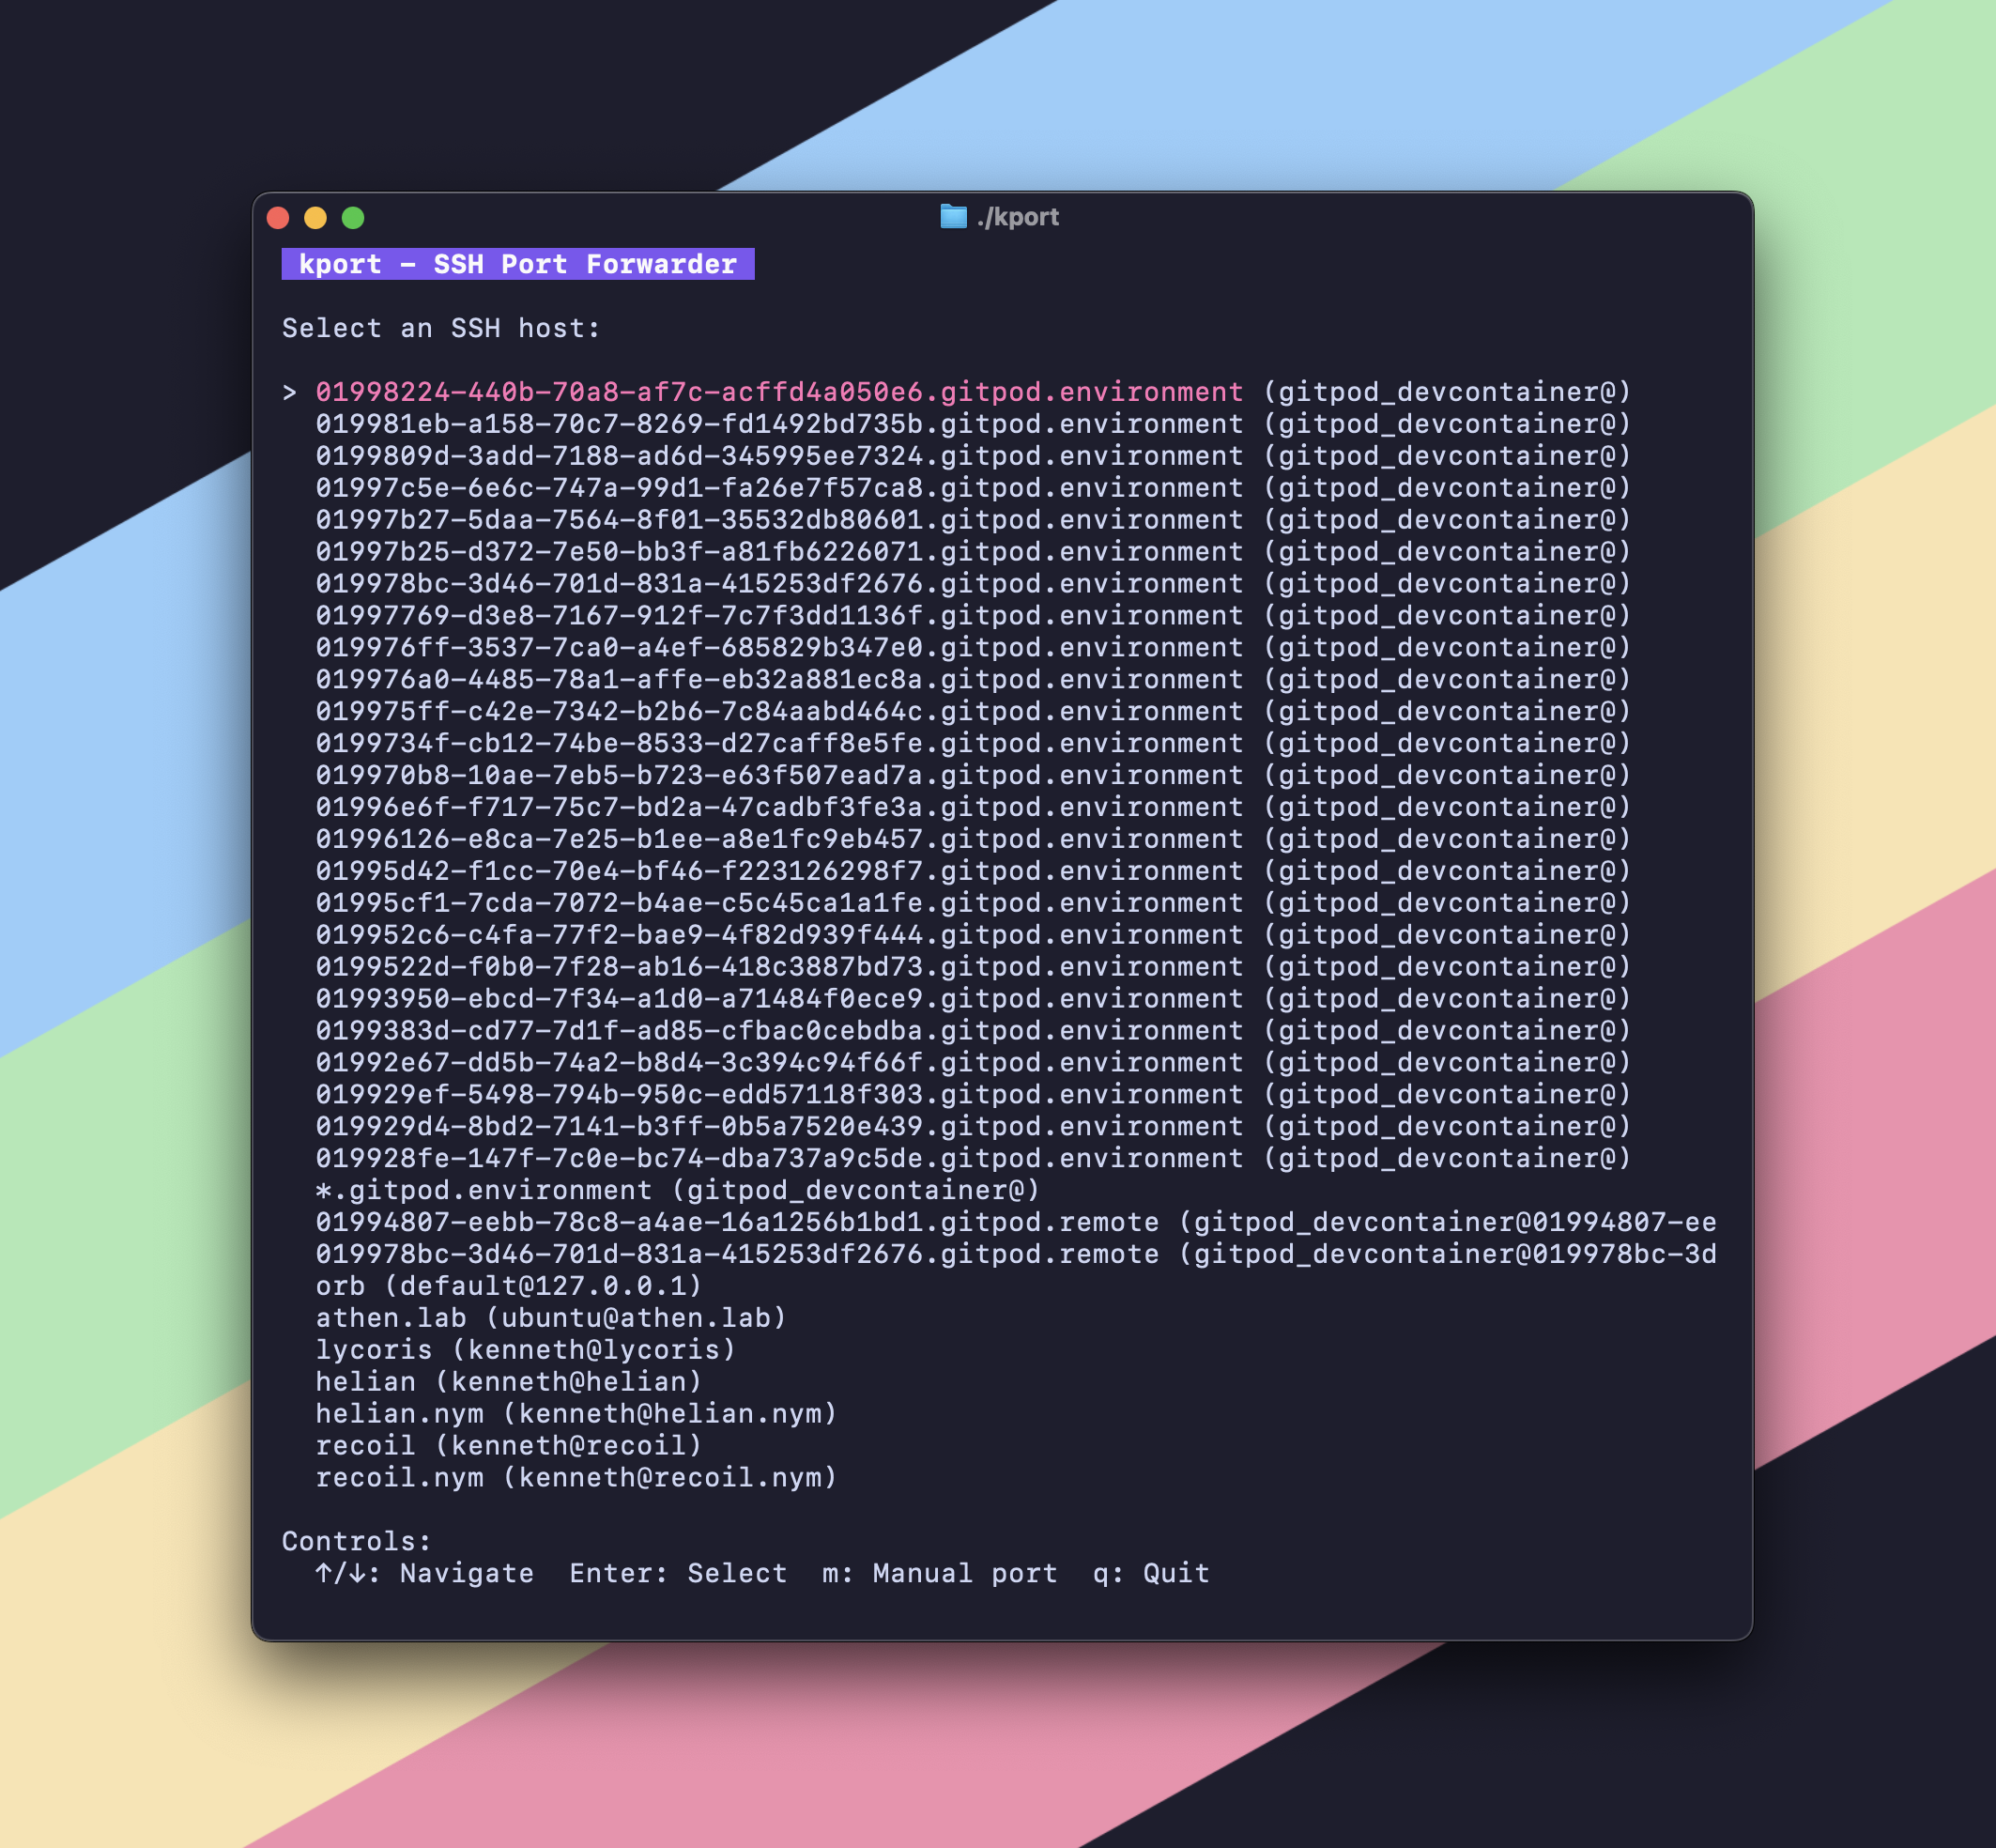 ./kport
kport - SSH Port Forwarder
Select an SSH host:
> 01998224-440b-70a8-af7c-acffd4a050e6.gitpod.environment (gitpod_devcontainer@)
019981eb-a158-70c7-8269-fd1492bd735b.gitpod.environment (gitpod_devcontainer@)
0199809d-3add-7188-ad6d-345995ee7324.gitpod.environment (gitpod_devcontainer@)
01997c5e-6e6c-747a-99d1-fa26e7f57ca8.gitpod.environment (gitpod_devcontainer@)
01997b27-5daa-7564-8f01-35532db80601.gitpod.environment (gitpod_devcontainer@)
01997b25-d372-7e50-bb3f-a81fb6226071.gitpod.environment (gitpod_devcontainer@)
019978bc-3d46-701d-831a-415253df2676.gitpod.environment (gitpod_devcontainer@)
01997769-d3e8-7167-912f-7c7f3dd1136f.gitpod.environment (gitpod_devcontainer@)
019976ff-3537-7ca0-a4ef-685829b347e0.gitpod.environment (gitpod_devcontainer@)
019976a0-4485-78a1-affe-eb32a881ec8a.gitpod.environment (gitpod_devcontainer@)
019975ff-c42e-7342-b2b6-7c84aabd464c.gitpod.environment (gitpod_devcontainer@)
0199734f-cb12-74be-8533-d27caff8e5fe.gitpod.environment (gitpod_devcontainer@)
019970b8-10ae-7eb5-b723-e63f507ead7a.gitpod.environment (gitpod_devcontainer@)
01996e6f-f717-75c7-bd2a-47cadbf3fe3a.gitpod.environment (gitpod_devcontainer@)
01996126-e8ca-7e25-b1ee-a8e1fc9eb457.gitpod.environment (gitpod_devcontainer@)
01995d42-f1cc-70e4-bf46-f223126298f7.gitpod.environment (gitpod_devcontainer@)
01995cf1-7cda-7072-b4ae-c5c45ca1a1fe.gitpod.environment (gitpod_devcontainer@)
019952c6-c4fa-77f2-bae9-4f82d939f444.gitpod.environment (gitpod_devcontainer@)
0199522d-f0b0-7f28-ab16-418c3887bd73.gitpod.environment (gitpod_devcontainer@)
01993950-ebcd-7f34-a1d0-a71484f0ece9.gitpod.environment (gitpod_devcontainer@)
0199383d-cd77-7d1f-ad85-cfbac0cebdba.gitpod.environment (gitpod_devcontainer@)
01992e67-dd5b-74a2-b8d4-3c394c94f66f.gitpod.environment (gitpod_devcontainer@)
019929ef-5498-794b-950c-edd57118f303.gitpod.environment (gitpod_devcontainer@)
019929d4-8bd2-7141-b3ff-0b5a7520e439.gitpod.environment (gitpod_devcontainer@)
019928fe-147f-7c0e-bc74-dba737a9c5de.gitpod.environment (gitpod_devcontainer@)
*.gitpod.environment (gitpod_devcontainer@)
01994807-eebb-78c8-a4ae-16a1256b1bd1.gitpod.remote (gitpod_devcontainer@01994807-ee
019978bc-3d46-701d-831a-415253df2676.gitpod.remote (gitpod_devcontainer@019978bc-3d
orb (default@127.0.0.1)
athen.lab (ubuntu@athen.lab)
lycoris (kenneth@lycoris)
helian (kenneth@helian)
helian.nym (kenneth@helian.nym)
recoil (kenneth@recoil)
recoil.nym (kenneth@recoil.nym)
Controls:
↑/↓: Navigate  Enter: Select  m: Manual port  q: Quit